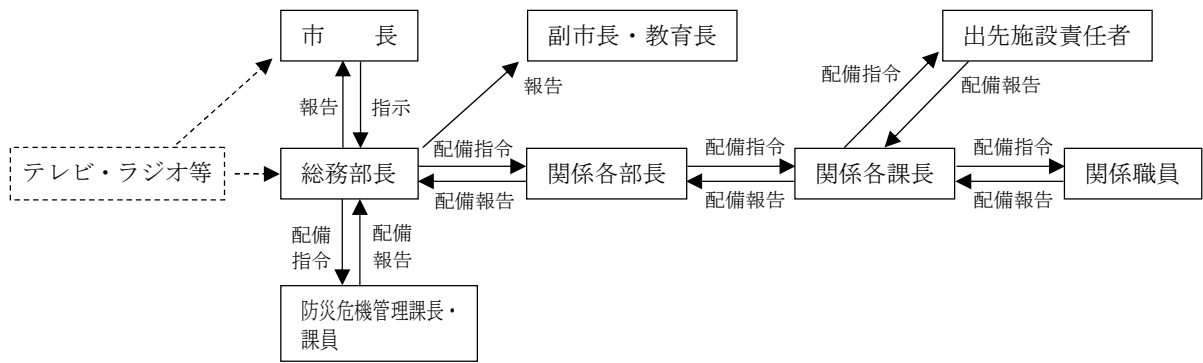 市　　長
副市長・教育長
出先施設責任者
報告
指示
報告
配備指令
配備報告
テレビ・ラジオ等
総務部長
配備指令
配備報告
関係各部長
配備指令
配備報告
関係各課長
配備指令
配備報告
関係職員
配備
指令
配備
報告
防災危機管理課長・
課員